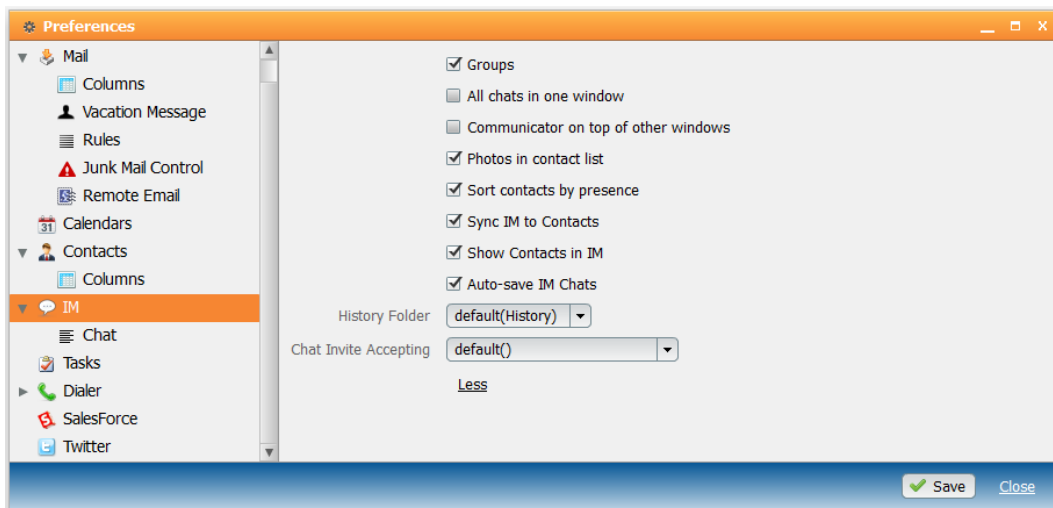 Preferences
Mail
Columns
Vacation Message
Rules
Junk Mail Control
Remote Email
31 Calendars
Contacts
Columns
IM
Chat
Tasks
Dialer
SalesForce
Twitter
Groups
All chats in one window
Communicator on top of other windows
Photos in contact list
Sort contacts by presence
Sync IM to Contacts
Show Contacts in IM
Auto-save IM Chats
History Folder default(History)
Chat Invite Accepting default()
Less
Save Close